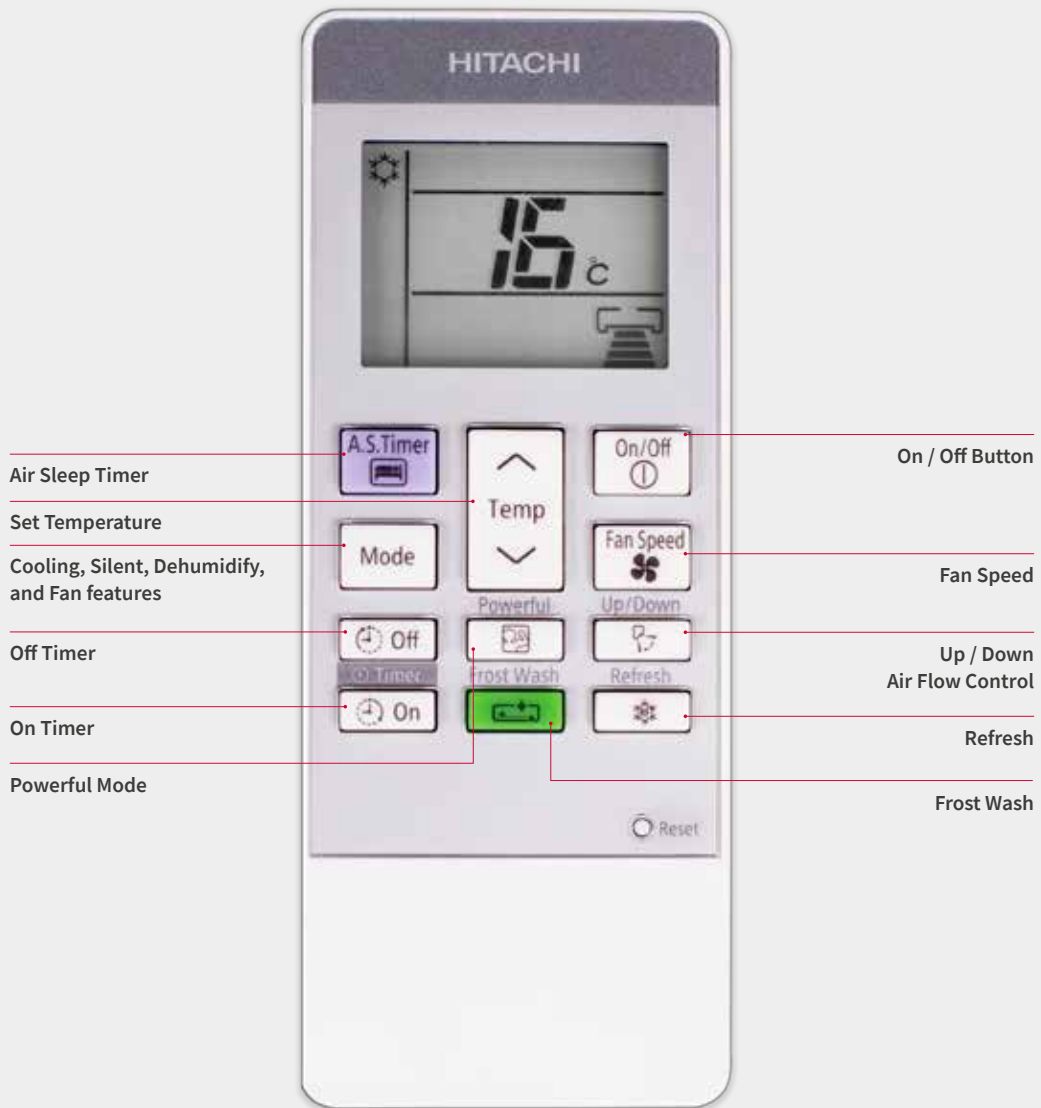 HITACHI
16 °C
A.S.Timer
Temp
On/Off
Mode
Fan Speed
Powerful
Up/Down
Off
Timer
Frost Wash
Refresh
On
Reset
Air Sleep Timer
Set Temperature
Cooling, Silent, Dehumidify,
and Fan features
Off Timer
On Timer
Powerful Mode
On / Off Button
Fan Speed
Up / Down
Air Flow Control
Refresh
Frost Wash